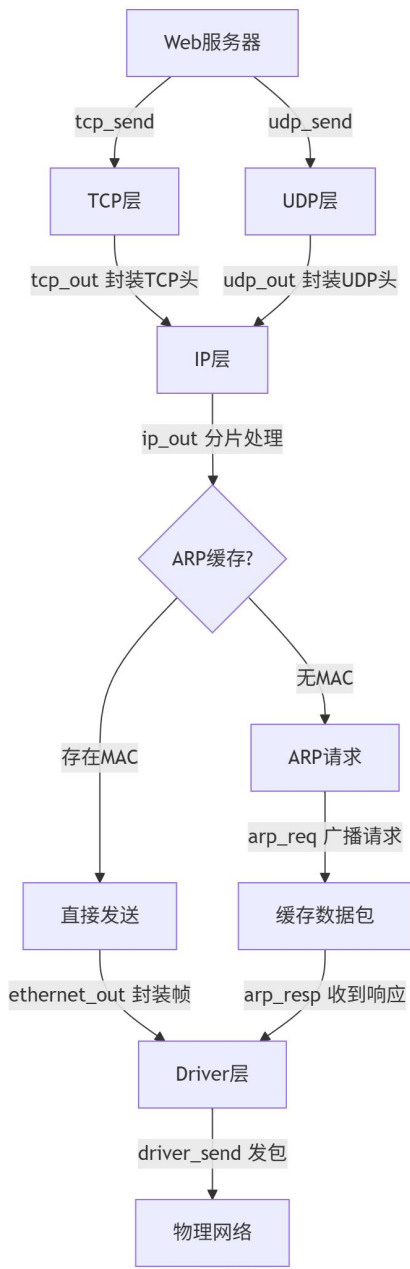 Web服务器
tcp_send
udp_send
TCP层
UDP层
tcp_out 封装TCP头
udp_out 封装UDP头
IP层
ip_out 分片处理
ARP缓存?
无MAC
存在MAC
ARP请求
arp_req 广播请求
直接发送
缓存数据包
ethernet_out 封装帧
arp_resp 收到响应
Driver层
driver_send 发包
物理网络